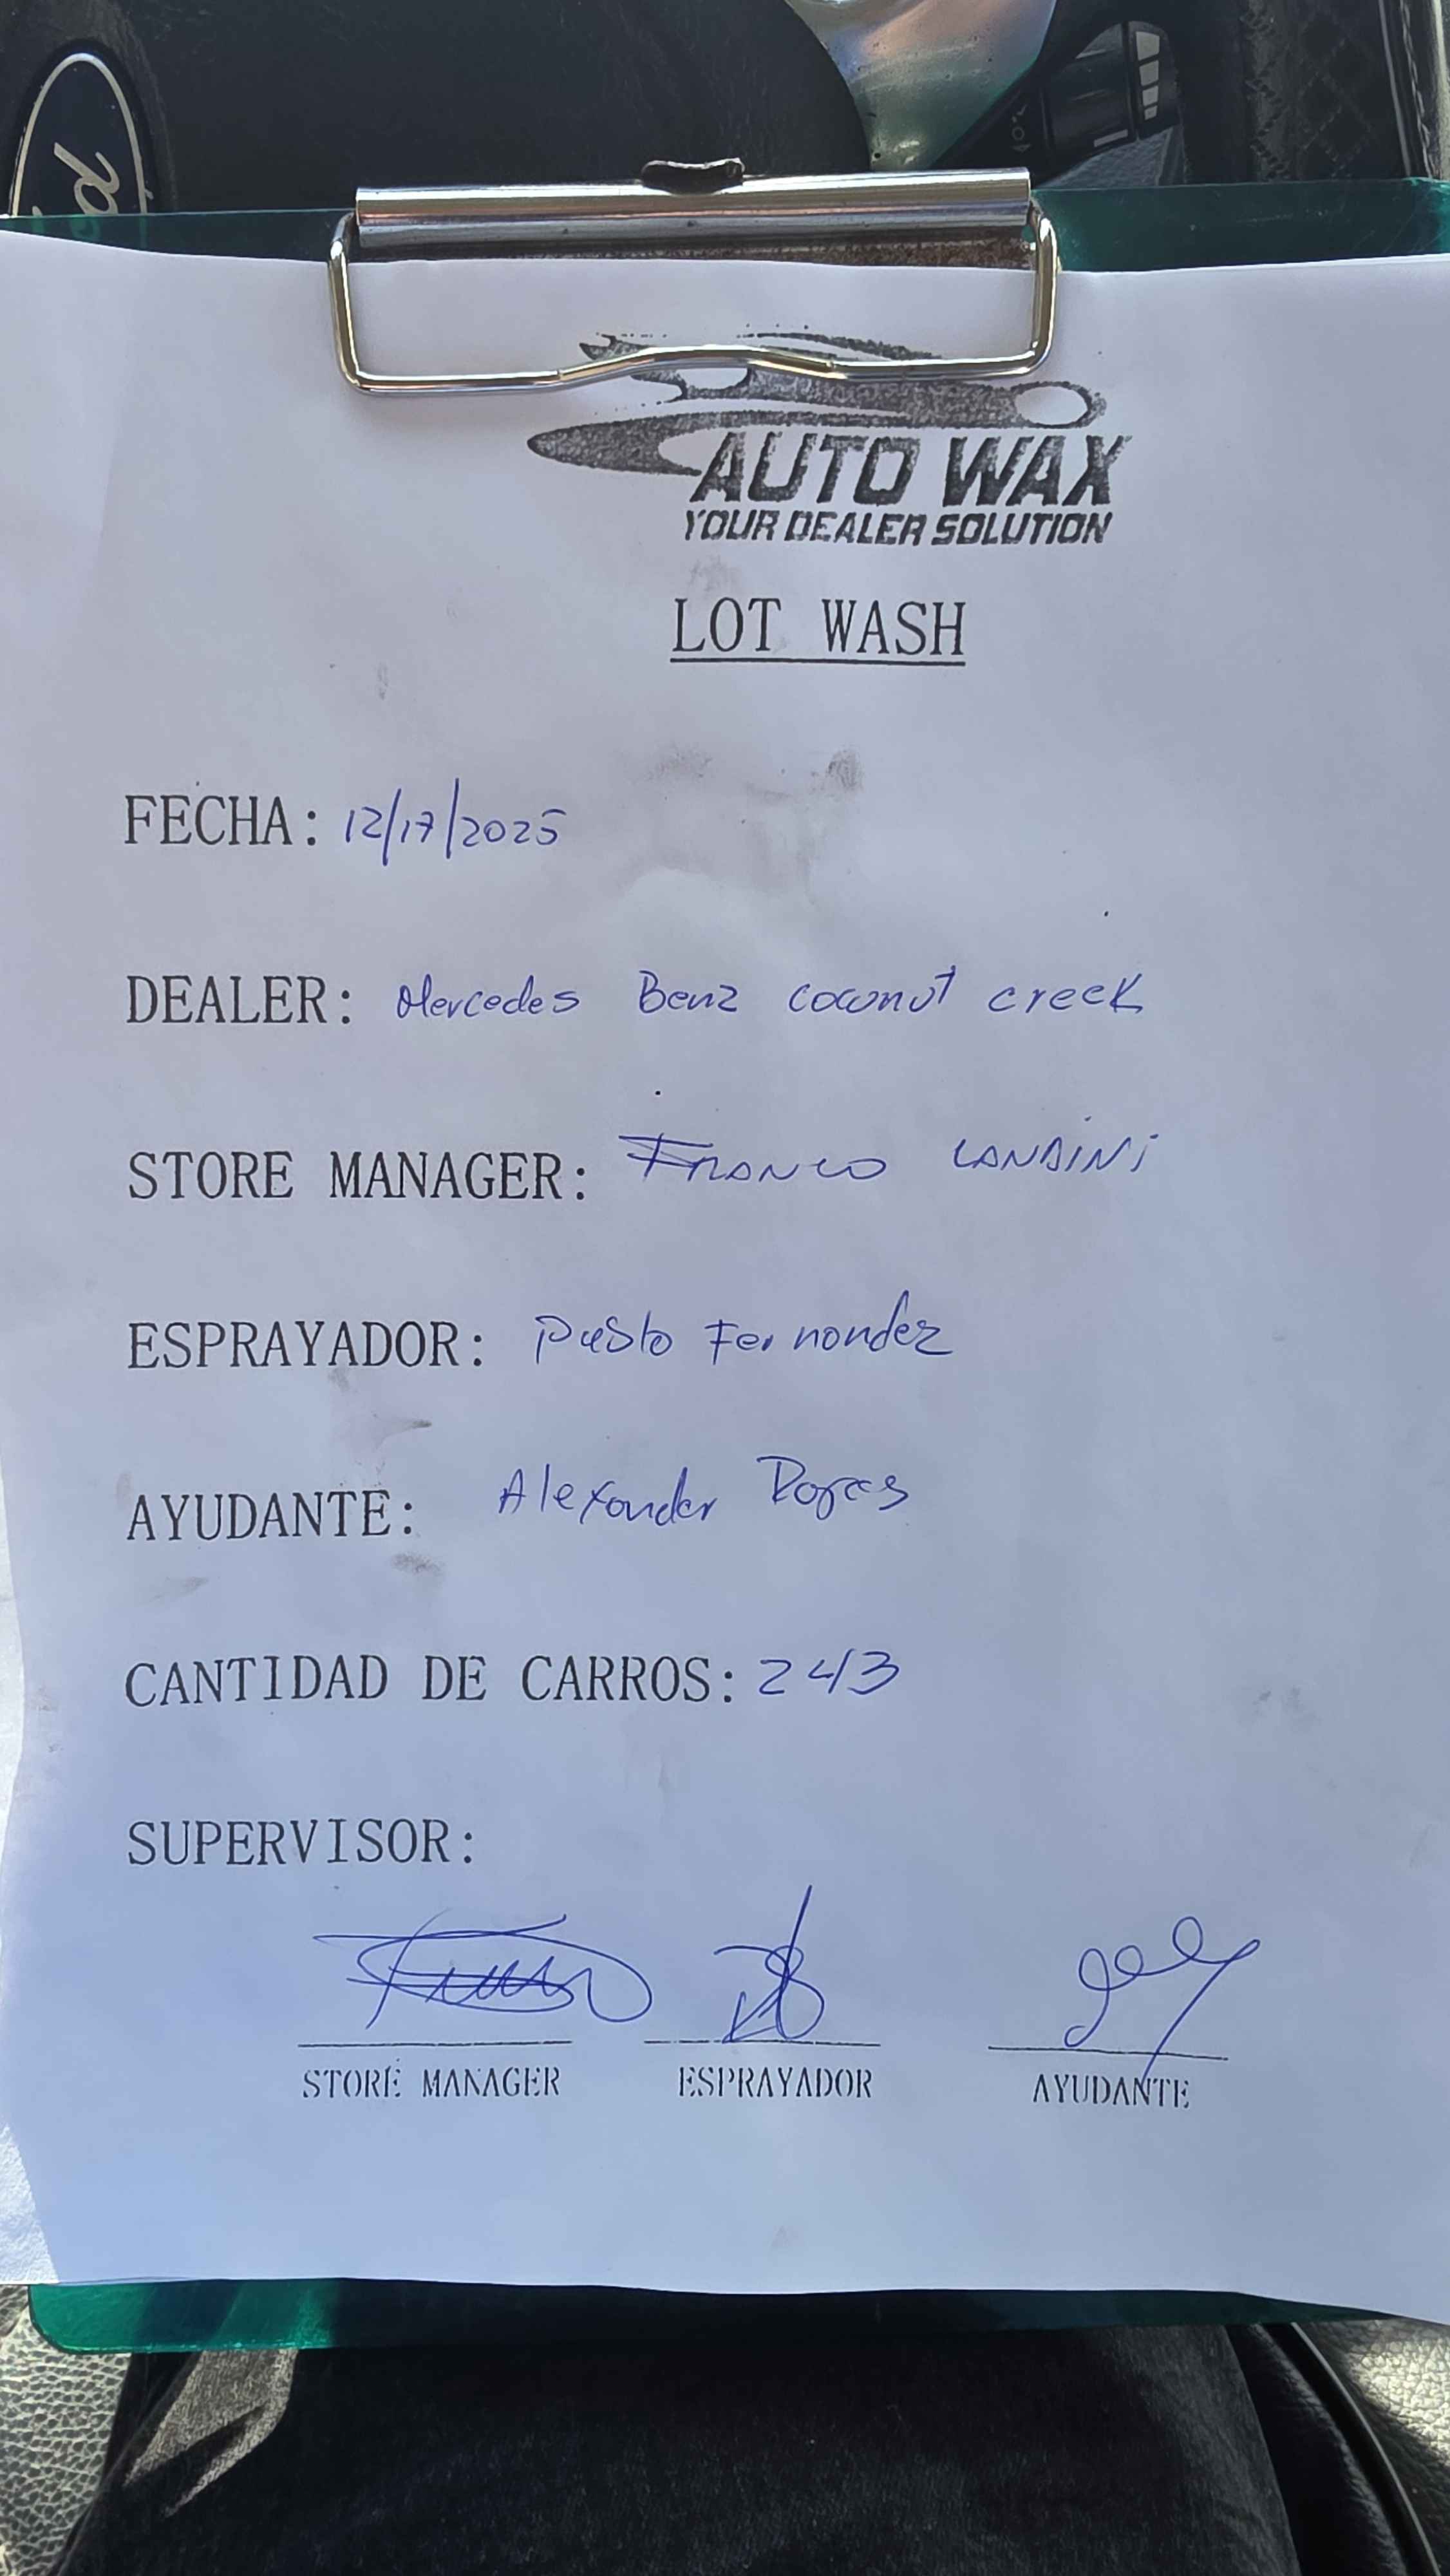 AUTO WAX
YOUR DEALER SOLUTION
LOT WASH
FECHA: 12/17/2025
DEALER: Mercedes Benz coconut creek
STORE MANAGER: FRANCO LANDINI
ESPRAYADOR: Pablo Fernandez
AYUDANTE: Alexander Rojas
CANTIDAD DE CARROS: 243
SUPERVISOR:
STORE MANAGER ESPRAYADOR AYUDANTE